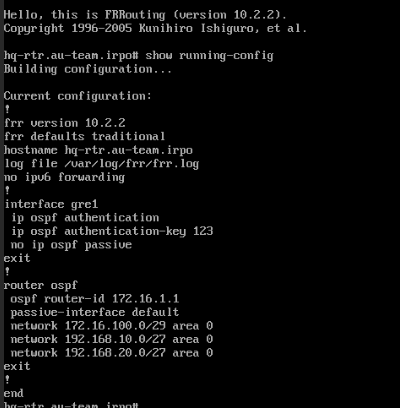 Hello, this is FRRouting (version 10.2.2).
Copyright 1996-2005 Kunihiro Ishiguro, et al.
hq-rtr.au-team.irpo# show running-config
Building configuration...
Current configuration:
!
frr version 10.2.2
frr defaults traditional
hostname hq-rtr.au-team.irpo
log file /var/log/frr/frr.log
no ipv6 forwarding
!
interface gre1
 ip ospf authentication
 ip ospf authentication-key 123
 no ip ospf passive
exit
!
router ospf
 ospf router-id 172.16.1.1
 passive-interface default
 network 172.16.100.0/29 area 0
 network 192.168.10.0/27 area 0
 network 192.168.20.0/27 area 0
exit
!
end
hq-rtr.au-team.irpo#